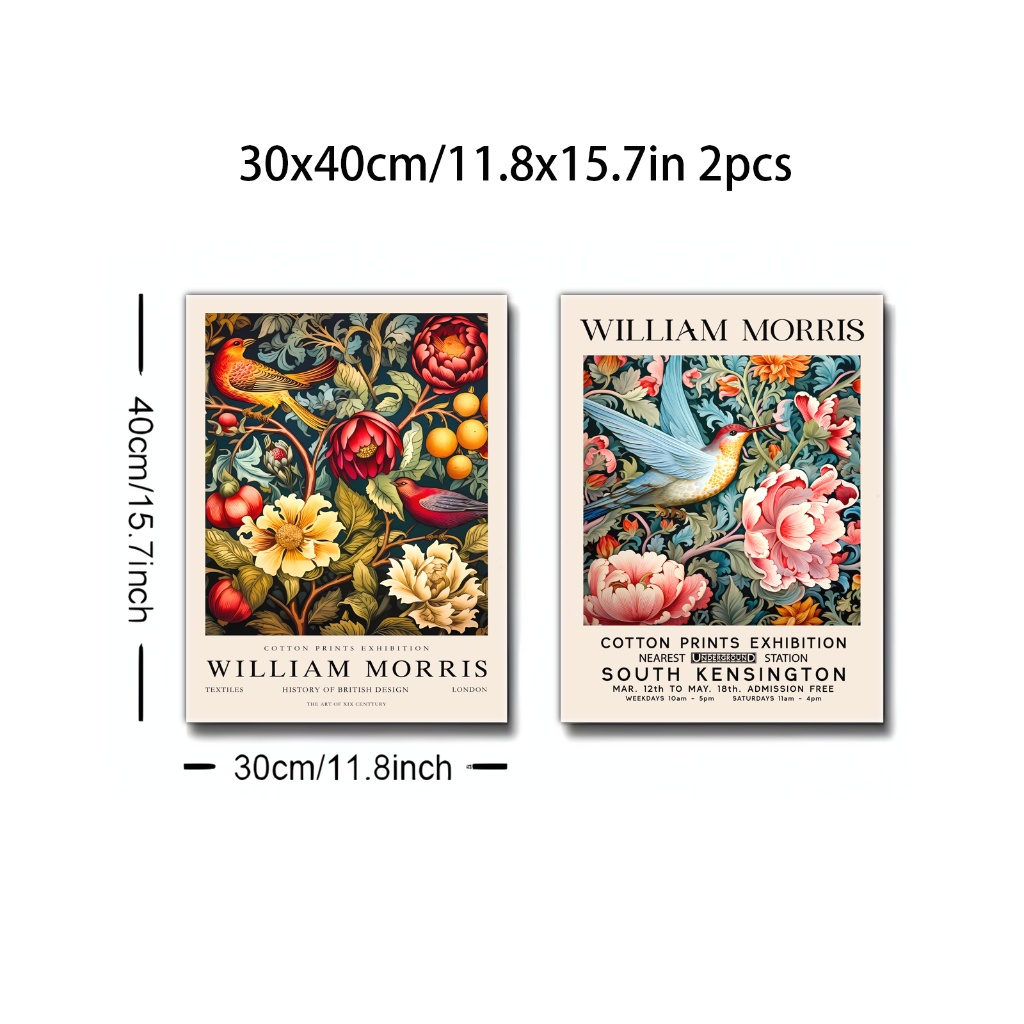 30x40cm/11.8x15.7in 2pcs
40cm/15.7inch
30cm/11.8inch
COTTON PRINTS EXHIBITION
WILLIAM MORRIS
TEXTILES HISTORY OF BRITISH DESIGN LONDON
THE ART OF XIX CENTTURY
WILLIAM MORRIS
COTTON PRINTS EXHIBITION
NEAREST UNDERGROUND STATION
SOUTH KENSINGTON
MAR. 12th TO MAY. 18th. ADMISSION FREE
WEEKDAYS 10am - 5pm SATURDAYS 11am - 4pm